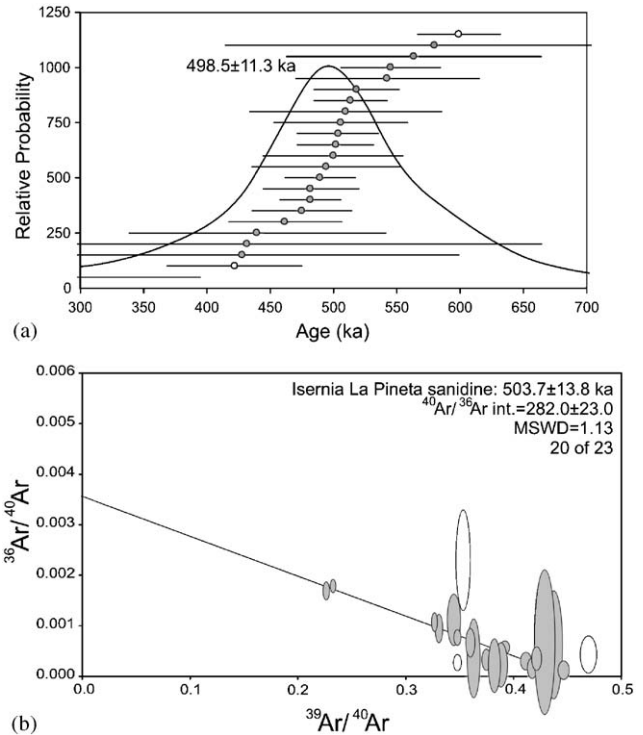 1250
1000
750
500
250
0
Relative Probability
498.5±11.3 ka
300 400 450 500 550 600 650 700
Age (ka)
(a)
0.006
0.005
0.004
0.003
0.002
0.001
0.000
36Ar/40Ar
Isernia La Pineta sanidine: 503.7±13.8 ka
40Ar/36Ar int.=282.0±23.0
MSWD=1.13
20 of 23
0.0 0.2 0.3 0.4 0.5
39Ar/40Ar
(b)